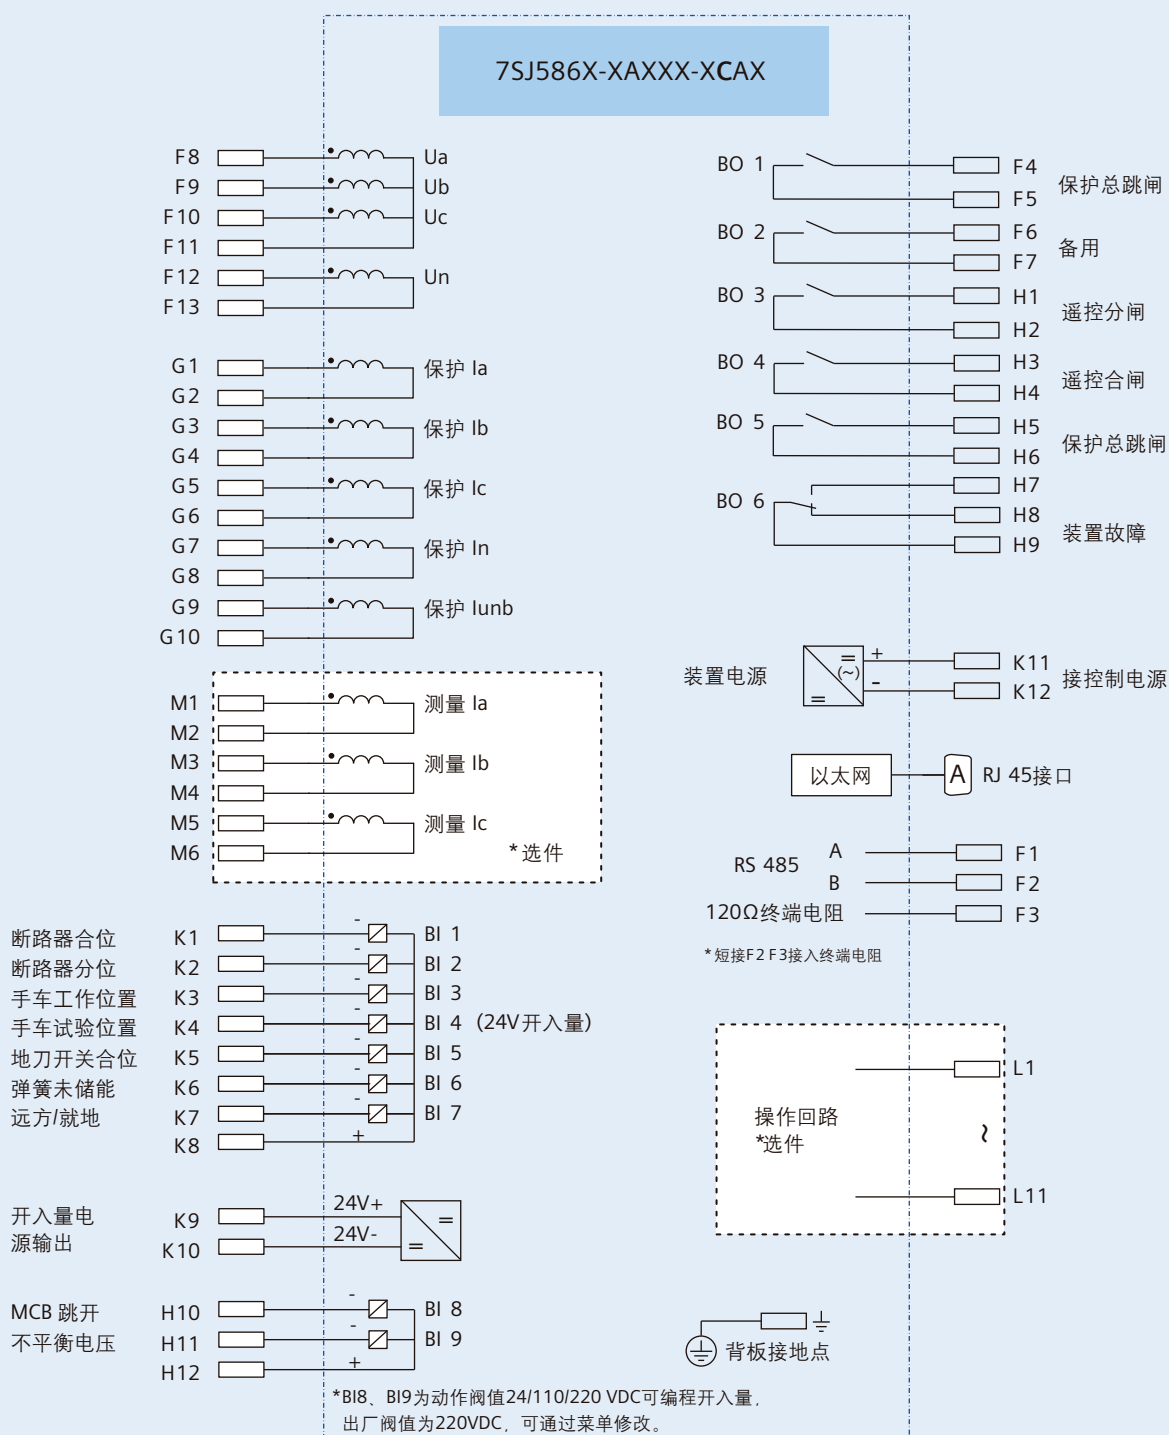 7SJ586X-XAXXX-XCAX
F8 Ua
F9 Ub
F10 Uc
F11
F12 Un
F13
G1 保护 Ia
G2
G3 保护 Ib
G4
G5 保护 Ic
G6
G7 保护 In
G8
G9 保护 Iunb
G10
M1 测量 Ia
M2
M3 测量 Ib
M4
M5 测量 Ic
M6
*选件
断路器合位 K1 - BI 1
断路器分位 K2 - BI 2
手车工作位置 K3 - BI 3
手车试验位置 K4 - BI 4 (24V开入量)
地刀开关合位 K5 - BI 5
弹簧未储能 K6 - BI 6
远方/就地 K7 - BI 7
K8 +
开入量电
源输出
K9 24V+ =
K10 24V- =
MCB 跳开 H10 - BI 8
不平衡电压 H11 - BI 9
H12 +
*BI8、BI9为动作阀值24/110/220 VDC可编程开入量，
出厂阀值为220VDC，可通过菜单修改。
BO 1 F4
F5
保护总跳闸
BO 2 F6
F7
备用
BO 3 H1
H2
遥控分闸
BO 4 H3
H4
遥控合闸
BO 5 H5
H6
保护总跳闸
BO 6 H7
H8
H9
装置故障
装置电源 = (~) = + K11
- K12
接控制电源
以太网 A RJ 45接口
RS 485 A F1
B F2
120Ω终端电阻 F3
*短接F2 F3接入终端电阻
L1
操作回路
*选件
~
L11
背板接地点